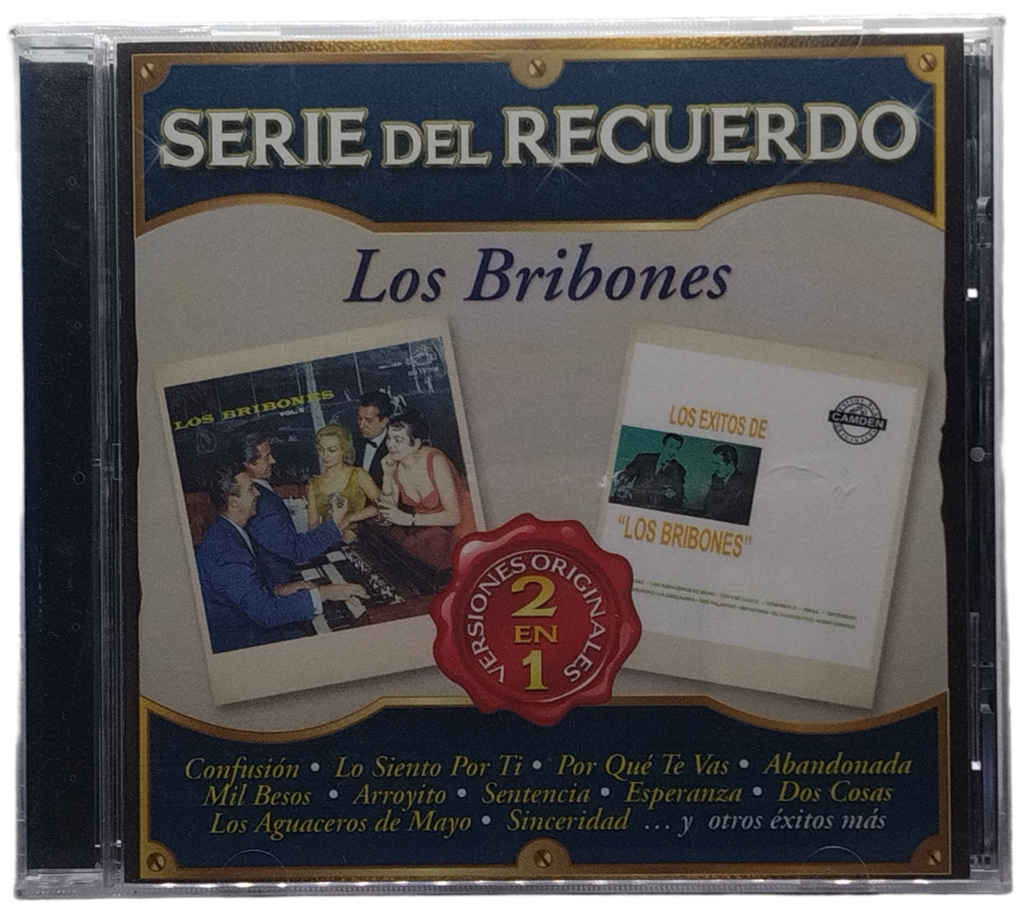 SERIE DEL RECUERDO
Los Bribones
LOS BRIBONES
VOL. 2
LOS EXITOS DE
CAMDEN
"LOS BRIBONES"
VERSIONES ORIGINALES
2
EN
1
Confusión • Lo Siento Por Ti • Por Qué Te Vas • Abandonada
Mil Besos • Arroyito • Sentencia • Esperanza • Dos Cosas
Los Aguaceros de Mayo • Sinceridad ... y otros éxitos más